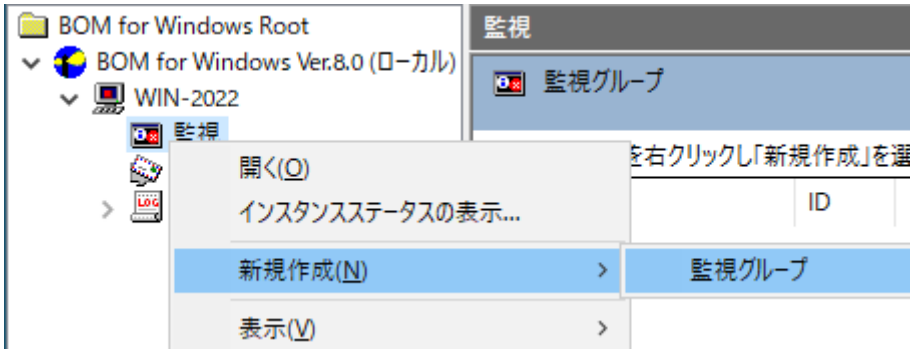 BOM for Windows Root
BOM for Windows Ver.8.0 (ローカル)
WIN-2022
監視
監視
監視グループ
を右クリックし「新規作成」を選
ID
開く(O)
インスタンスステータスの表示...
新規作成(N)
監視グループ
表示(V)
LOG